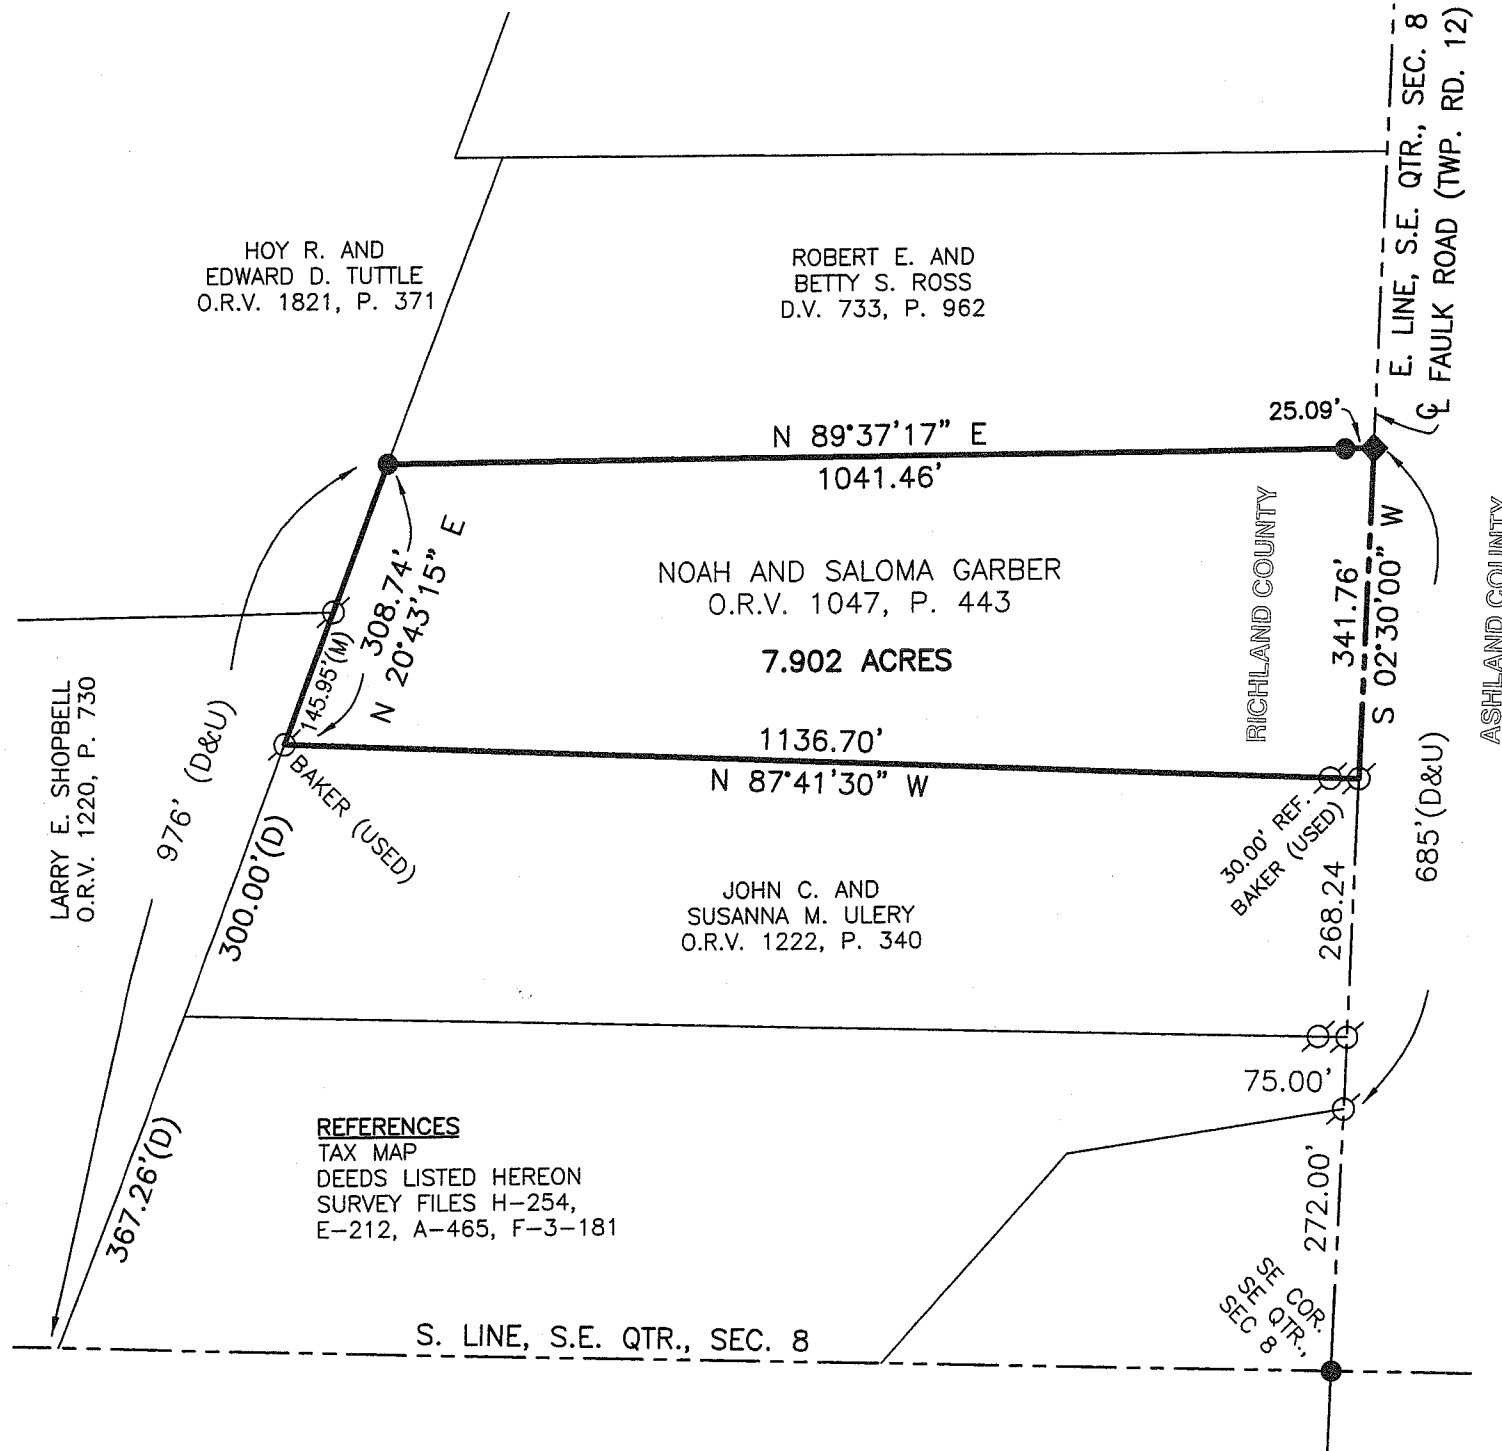 E. LINE, S.E. QTR., SEC. 8
℄ FAULK ROAD (TWP. RD. 12)
HOY R. AND
EDWARD D. TUTTLE
O.R.V. 1821, P. 371
ROBERT E. AND
BETTY S. ROSS
D.V. 733, P. 962
25.09'
N 89°37'17" E
1041.46'
308.74'
N 20°43'15" E
145.95'(M)
NOAH AND SALOMA GARBER
O.R.V. 1047, P. 443
7.902 ACRES
RICHLAND COUNTY
341.76'
S 02°30'00" W
ASHLAND COUNTY
LARRY E. SHOPBELL
O.R.V. 1220, P. 730
976' (D&U)
1136.70'
N 87°41'30" W
BAKER (USED)
30.00' REF.
BAKER (USED)
685'(D&U)
300.00'(D)
JOHN C. AND
SUSANNA M. ULERY
O.R.V. 1222, P. 340
268.24
75.00'
REFERENCES
TAX MAP
DEEDS LISTED HEREON
SURVEY FILES H-254,
E-212, A-465, F-3-181
367.26'(D)
272.00'
SE COR.
SE QTR.,
SEC 8
S. LINE, S.E. QTR., SEC. 8